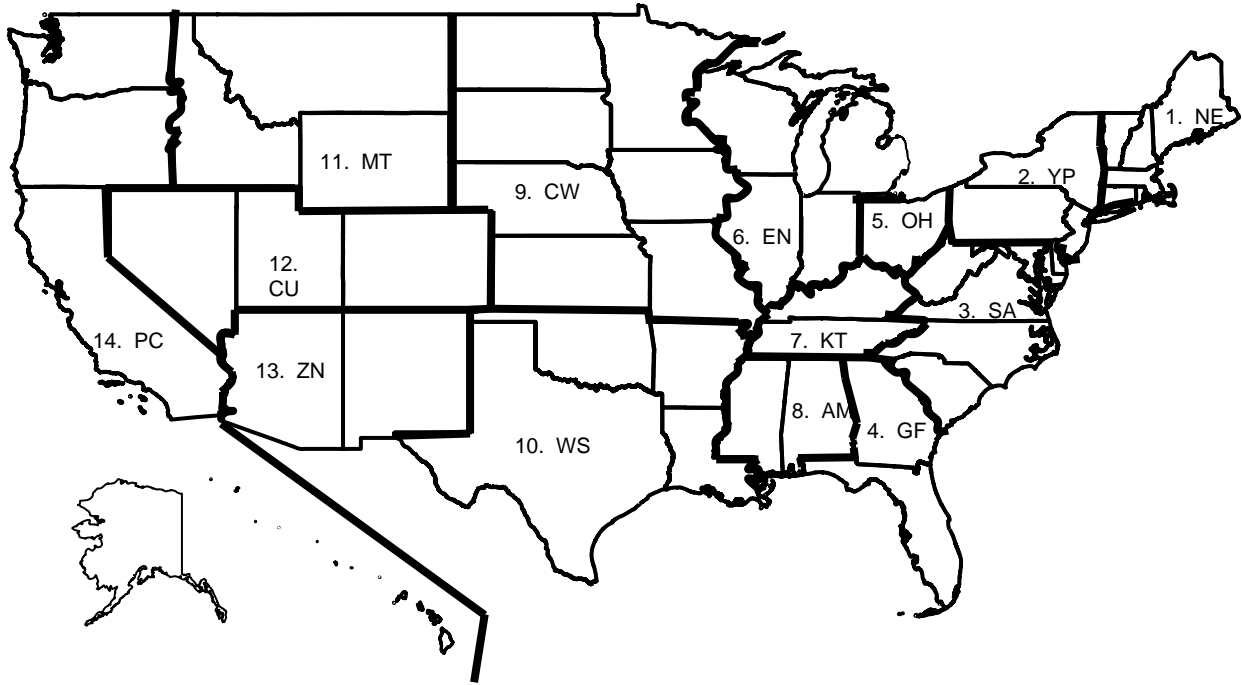 1. NE
2. YP
11. MT
9. CW
5. OH
6. EN
12.
CU
3. SA
14. PC
7. KT
13. ZN
8. AM
4. GF
10. WS